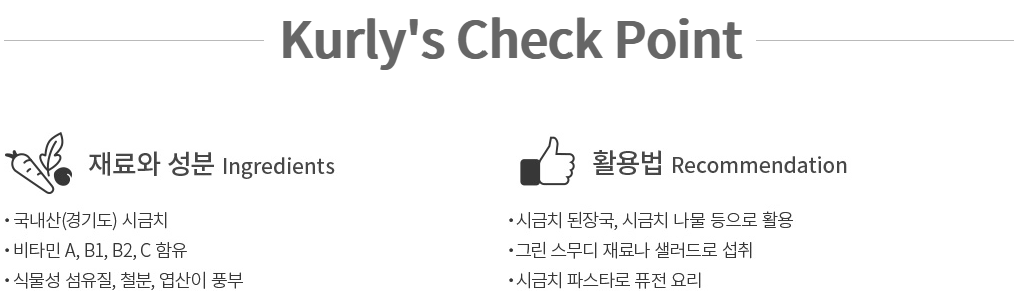 Kurly's Check Point
재료와 성분 Ingredients
• 국내산(경기도) 시금치
• 비타민 A, B1, B2, C 함유
• 식물성 섬유질, 철분, 엽산이 풍부
활용법 Recommendation
• 시금치 된장국, 시금치 나물 등으로 활용
• 그린 스무디 재료나 샐러드로 섭취
• 시금치 파스타로 퓨전 요리